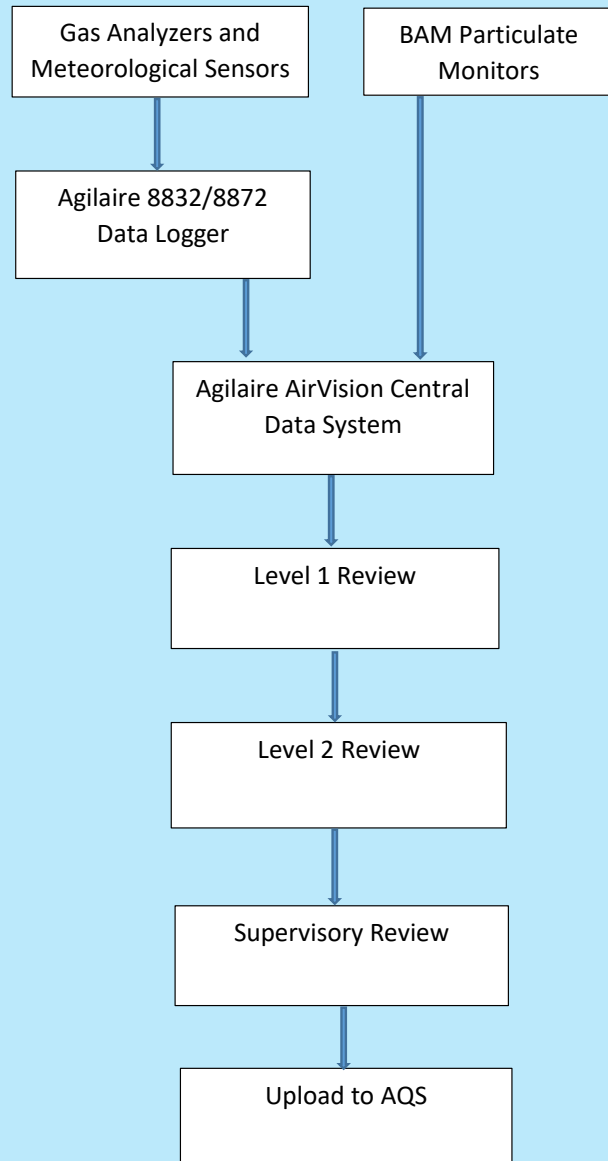 Gas Analyzers and
Meteorological Sensors
BAM Particulate
Monitors
Agilaire 8832/8872
Data Logger
Agilaire AirVision Central
Data System
Level 1 Review
Level 2 Review
Supervisory Review
Upload to AQS